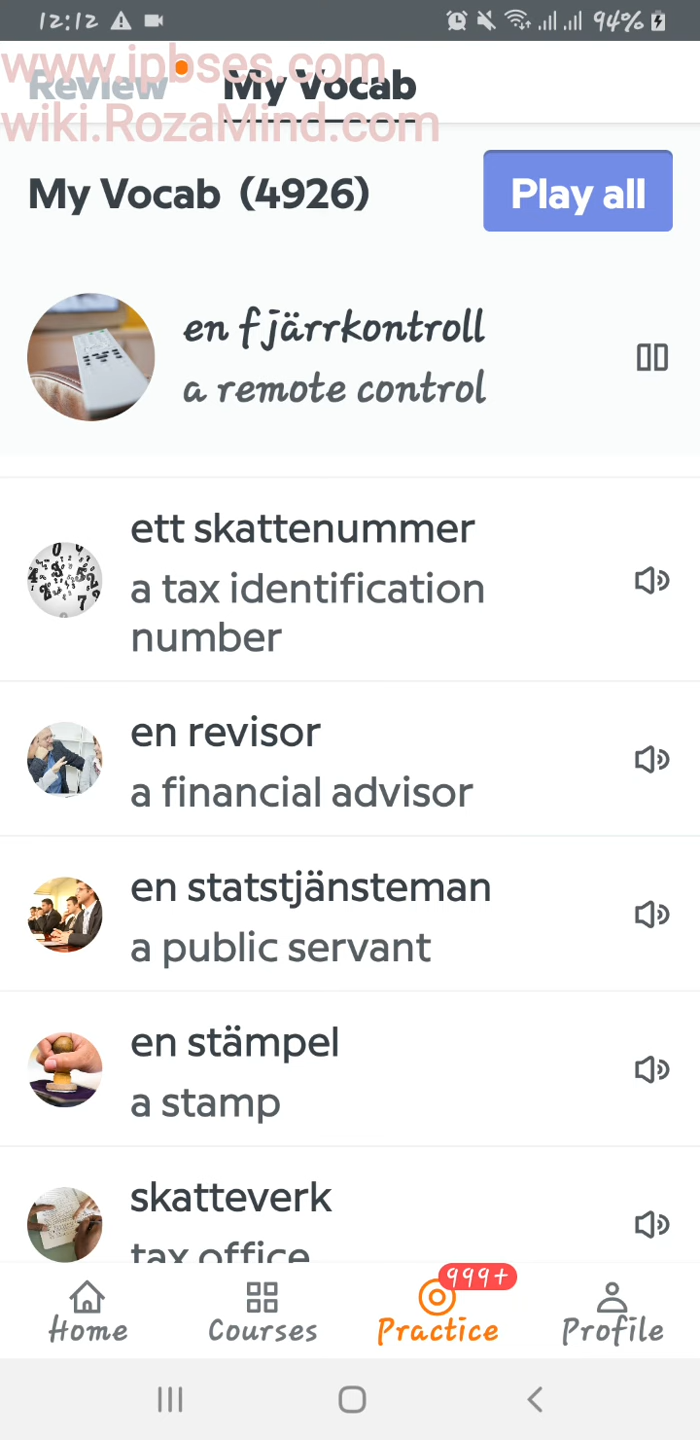 12:12
94%
www.ipbses.com
Review My Vocab
wiki.RozaMind.com
My Vocab (4926)
Play all
en fjärrkontroll
a remote control
ett skattenummer
a tax identification
number
en revisor
a financial advisor
en statstjänsteman
a public servant
en stämpel
a stamp
skatteverk
tax office
999+
Home Courses Practice Profile